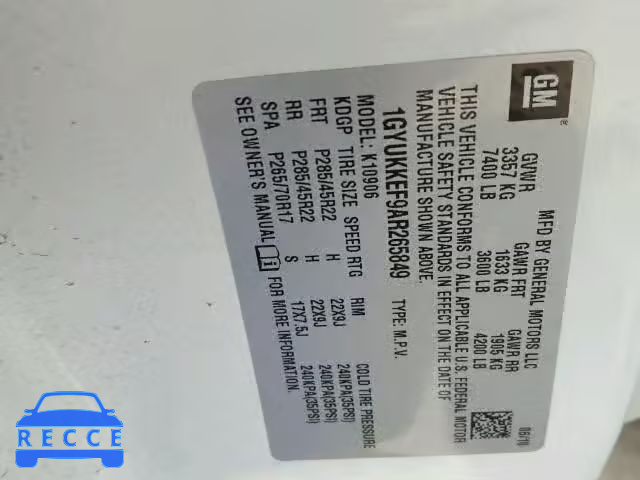 GM
MFD BY GENERAL MOTORS LLC
GVWR GAWR FRT GAWR RR
3357 KG 1633 KG 1905 KG
7400 LB 3600 LB 4200 LB
06/10
THIS VEHICLE CONFORMS TO ALL APPLICABLE U.S. FEDERAL MOTOR
VEHICLE SAFETY STANDARDS IN EFFECT ON THE DATE OF
MANUFACTURE SHOWN ABOVE.
1GYUKKEF9AR265849 TYPE: M.P.V.
MODEL: K10906
KDGP TIRE SIZE SPEED RTG RIM COLD TIRE PRESSURE
FRT P285/45R22 H 22X9J 240KPA(35PSI)
RR P285/45R22 H 22X9J 240KPA(35PSI)
SPA P265/70R17 S 17X7.5J 240KPA(35PSI)
SEE OWNER'S MANUAL
RECCE